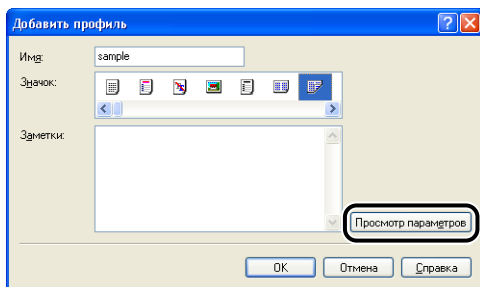 Добавить профиль
Имя: sample
Значок:
Заметки:
Просмотр параметров
OK Отмена Справка